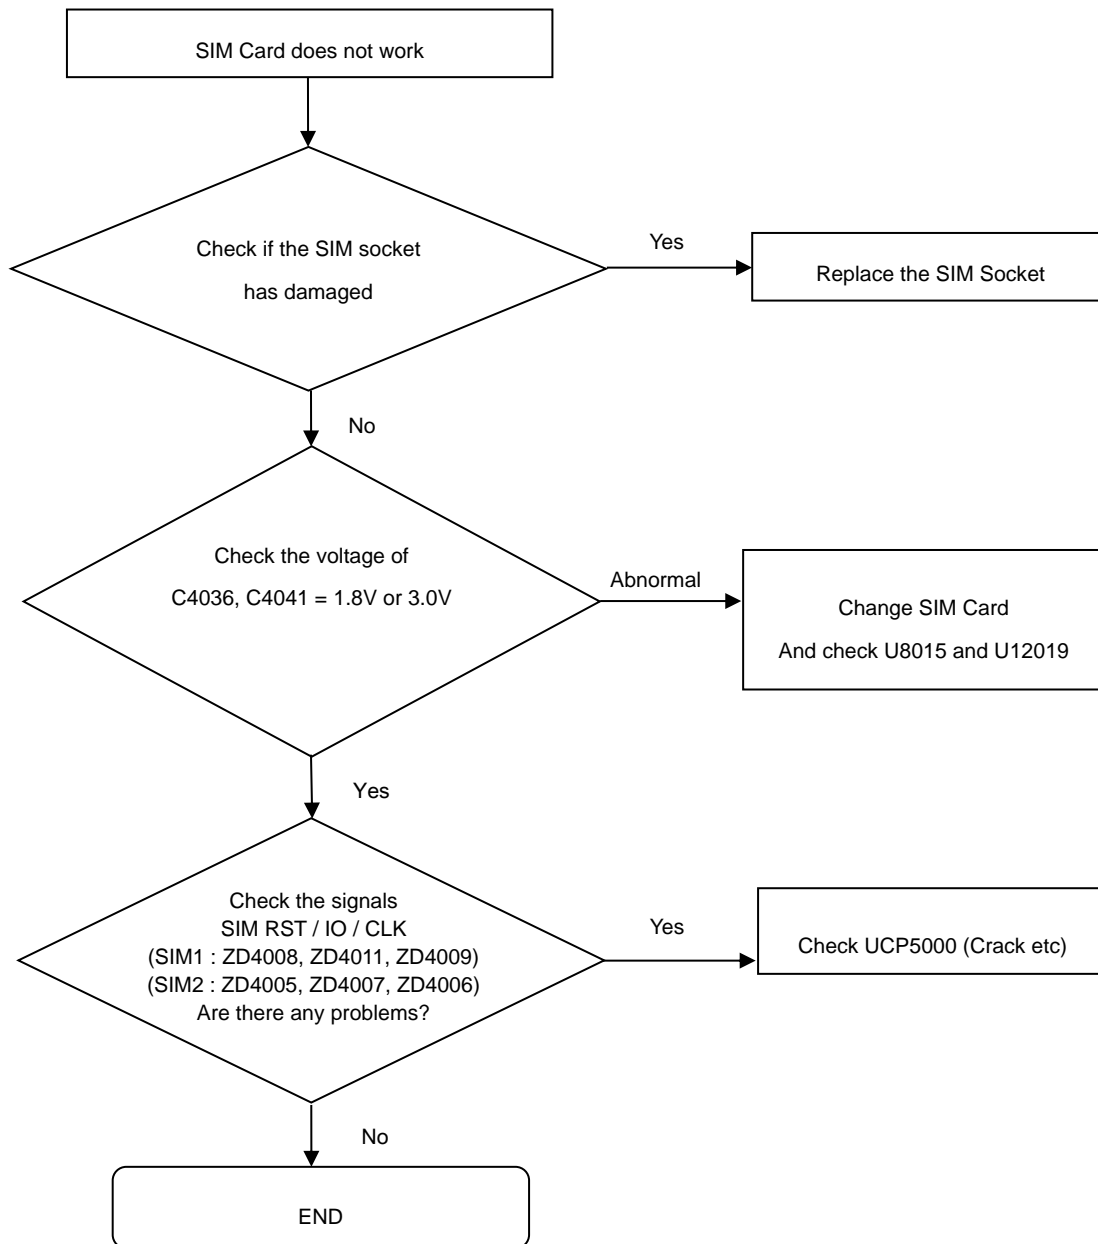 SIM Card does not work
Check if the SIM socket
has damaged
Yes
Replace the SIM Socket
No
Check the voltage of
C4036, C4041 = 1.8V or 3.0V
Abnormal
Change SIM Card
And check U8015 and U12019
Yes
Check the signals
SIM RST / IO / CLK
(SIM1 : ZD4008, ZD4011, ZD4009)
(SIM2 : ZD4005, ZD4007, ZD4006)
Are there any problems?
Yes
Check UCP5000 (Crack etc)
No
END